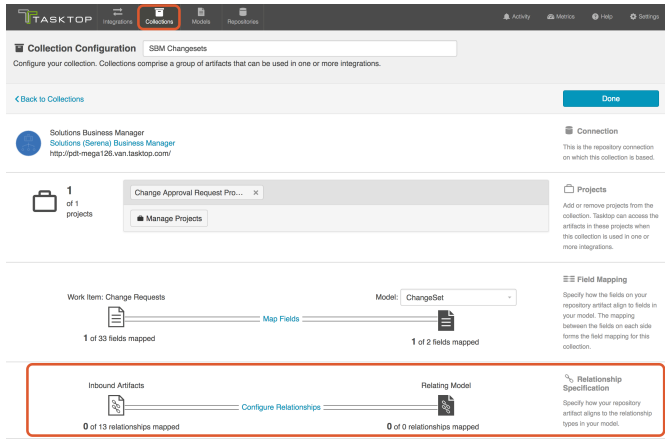 TASKTOP
Integrations
Collections
Models
Repositories
Activity
Metrics
Help
Settings
Collection Configuration
SBM Changesets
Configure your collection. Collections comprise a group of artifacts that can be used in one or more integrations.
Back to Collections
Done
Solutions Business Manager
Solutions (Serena) Business Manager
http://pdt-mega126.van.tasktop.com/
Connection
This is the repository connection
on which this collection is based.
1
of 1
projects
Change Approval Request Pro... ×
Manage Projects
Projects
Add or remove projects from the
collection. Tasktop can access the
artifacts in these projects when
this collection is used in one or
more integrations.
Work Item: Change Requests
Model: ChangeSet
Map Fields
1 of 33 fields mapped
1 of 2 fields mapped
Field Mapping
Specify how the fields on your
repository artifact align to fields in
your model. The mapping
between the fields on each side
forms the field mapping for this
collection.
Inbound Artifacts
Relating Model
Configure Relationships
0 of 13 relationships mapped
0 of 0 relationships mapped
Relationship
Specification
Specify how your repository
artifact aligns to the relationship
types in your model.